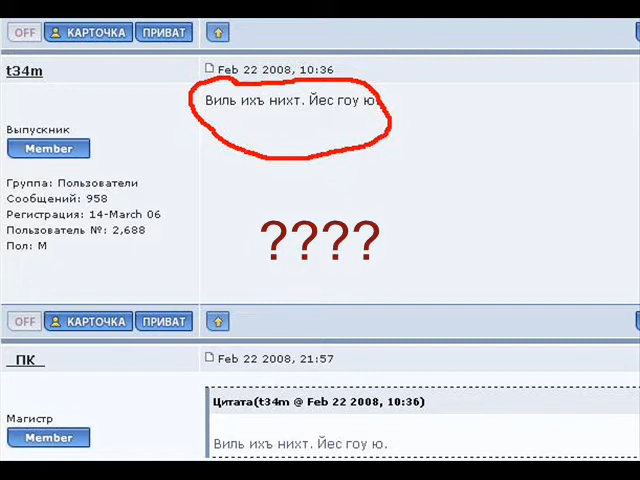 OFF КАРТОЧКА ПРИВАТ
t34m
Feb 22 2008, 10:36
Виль ихъ нихт. Йес гоу ю.
Выпускник
Member
Группа: Пользователи
Сообщений: 958
Регистрация: 14-March 06
Пользователь №: 2,688
Пол: М
????
OFF КАРТОЧКА ПРИВАТ
_ПК_
Feb 22 2008, 21:57
Цитата(t34m @ Feb 22 2008, 10:36)
Магистр
Member
Виль ихъ нихт. Йес гоу ю.